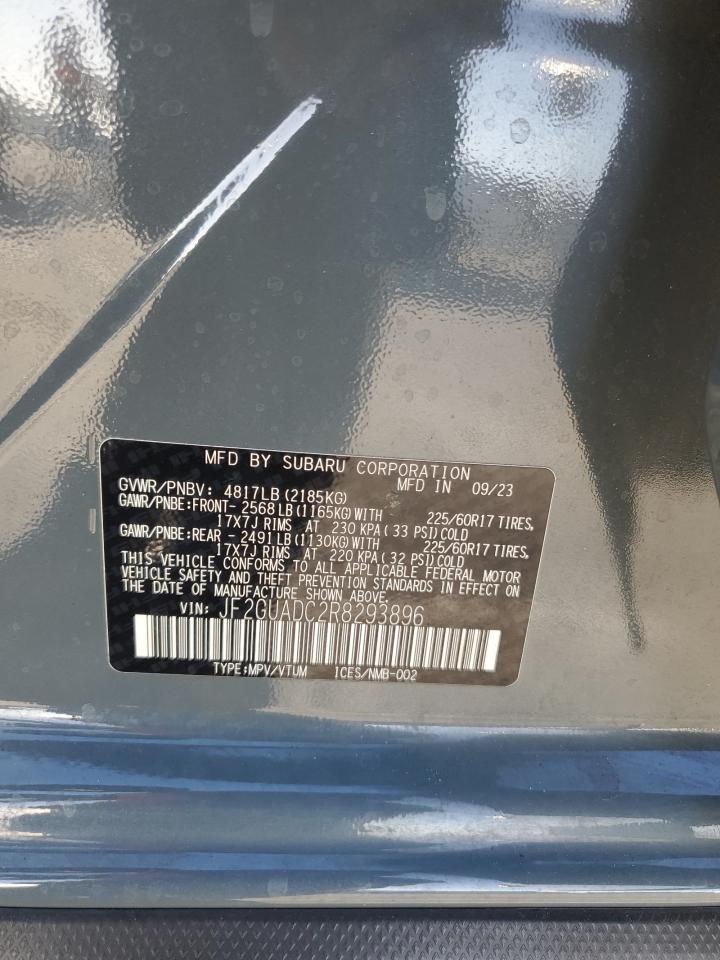 MFD BY SUBARU CORPORATION
GVWR/PNBV: 4817LB (2185KG) MFD IN 09/23
GAWR/PNBE:FRONT- 2568LB(1165KG)WITH 225/60R17 TIRES,
17X7J RIMS AT 230 KPA(33 PSI)COLD
GAWR/PNBE:REAR - 2491LB(1130KG)WITH 225/60R17 TIRES,
17X7J RIMS AT 220 KPA(32 PSI)COLD
THIS VEHICLE CONFORMS TO ALL APPLICABLE FEDERAL MOTOR
VEHICLE SAFETY AND THEFT PREVENTION STANDARDS IN EFFECT ON
THE DATE OF MANUFACTURE SHOWN ABOVE.
VIN: JF2GUADC2R8293896
TYPE:MPV/VTUM ICES/NMB-002